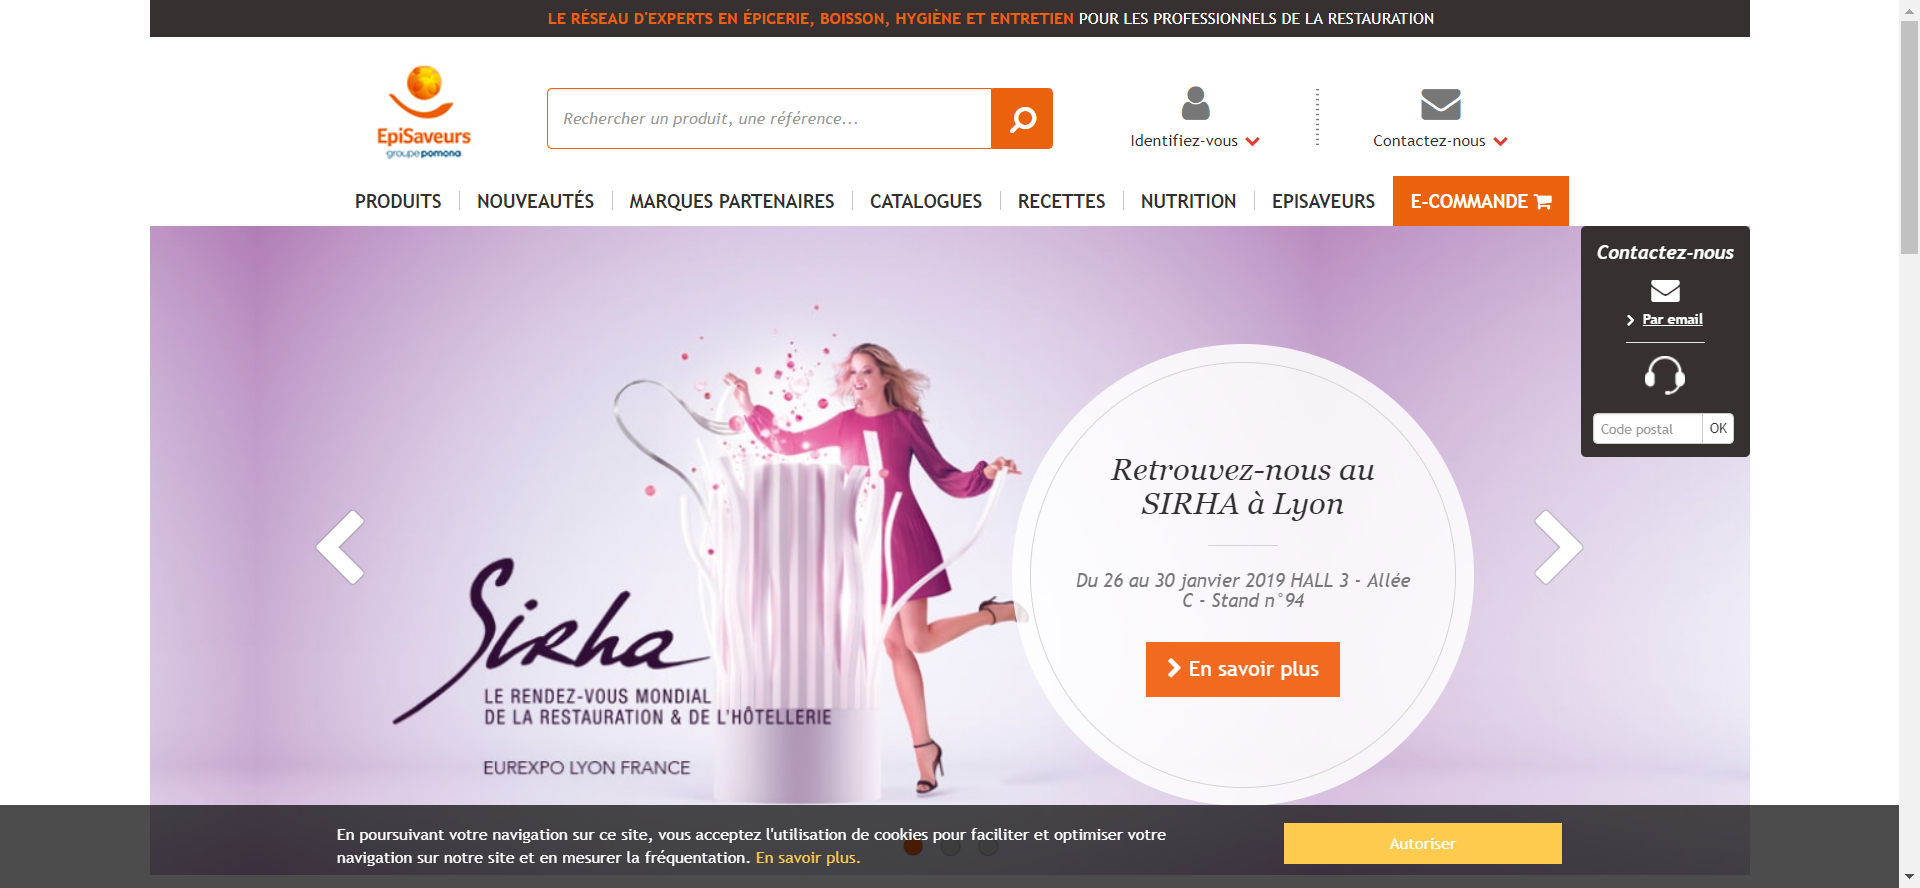 LE RÉSEAU D'EXPERTS EN ÉPICERIE, BOISSON, HYGIÈNE ET ENTRETIEN POUR LES PROFESSIONNELS DE LA RESTAURATION
EpiSaveurs
groupe pomona
Rechercher un produit, une référence...
Identifiez-vous
Contactez-nous
PRODUITS
NOUVEAUTÉS
MARQUES PARTENAIRES
CATALOGUES
RECETTES
NUTRITION
EPISAVEURS
E-COMMANDE
Contactez-nous
Par email
Code postal
OK
Retrouvez-nous au
SIRHA à Lyon
Du 26 au 30 janvier 2019 HALL 3 - Allée
C - Stand n°94
En savoir plus
Sirha
LE RENDEZ-VOUS MONDIAL
DE LA RESTAURATION & DE L'HÔTELLERIE
EUREXPO LYON FRANCE
En poursuivant votre navigation sur ce site, vous acceptez l'utilisation de cookies pour faciliter et optimiser votre
navigation sur notre site et en mesurer la fréquentation. En savoir plus.
Autoriser